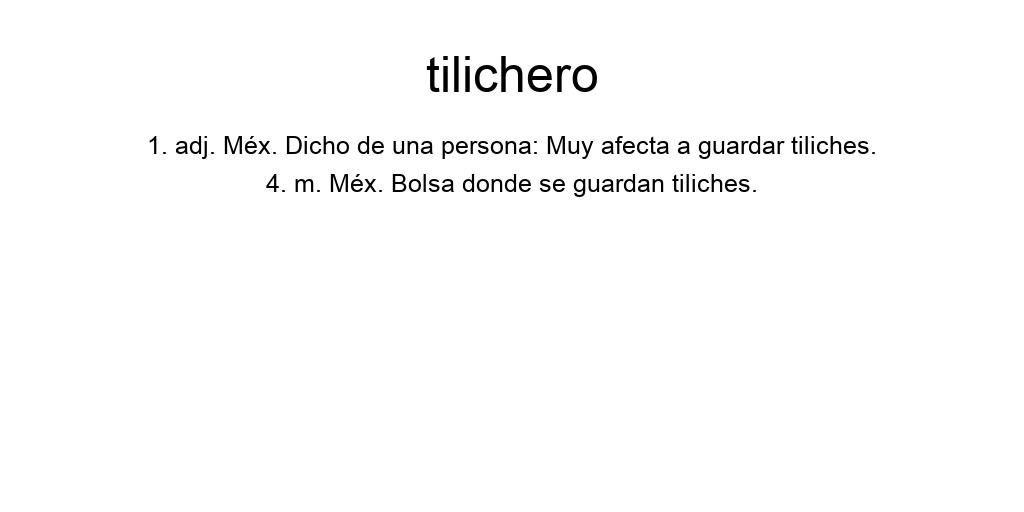 tilichero
1. adj. Méx. Dicho de una persona: Muy afecta a guardar tiliches.
4. m. Méx. Bolsa donde se guardan tiliches.